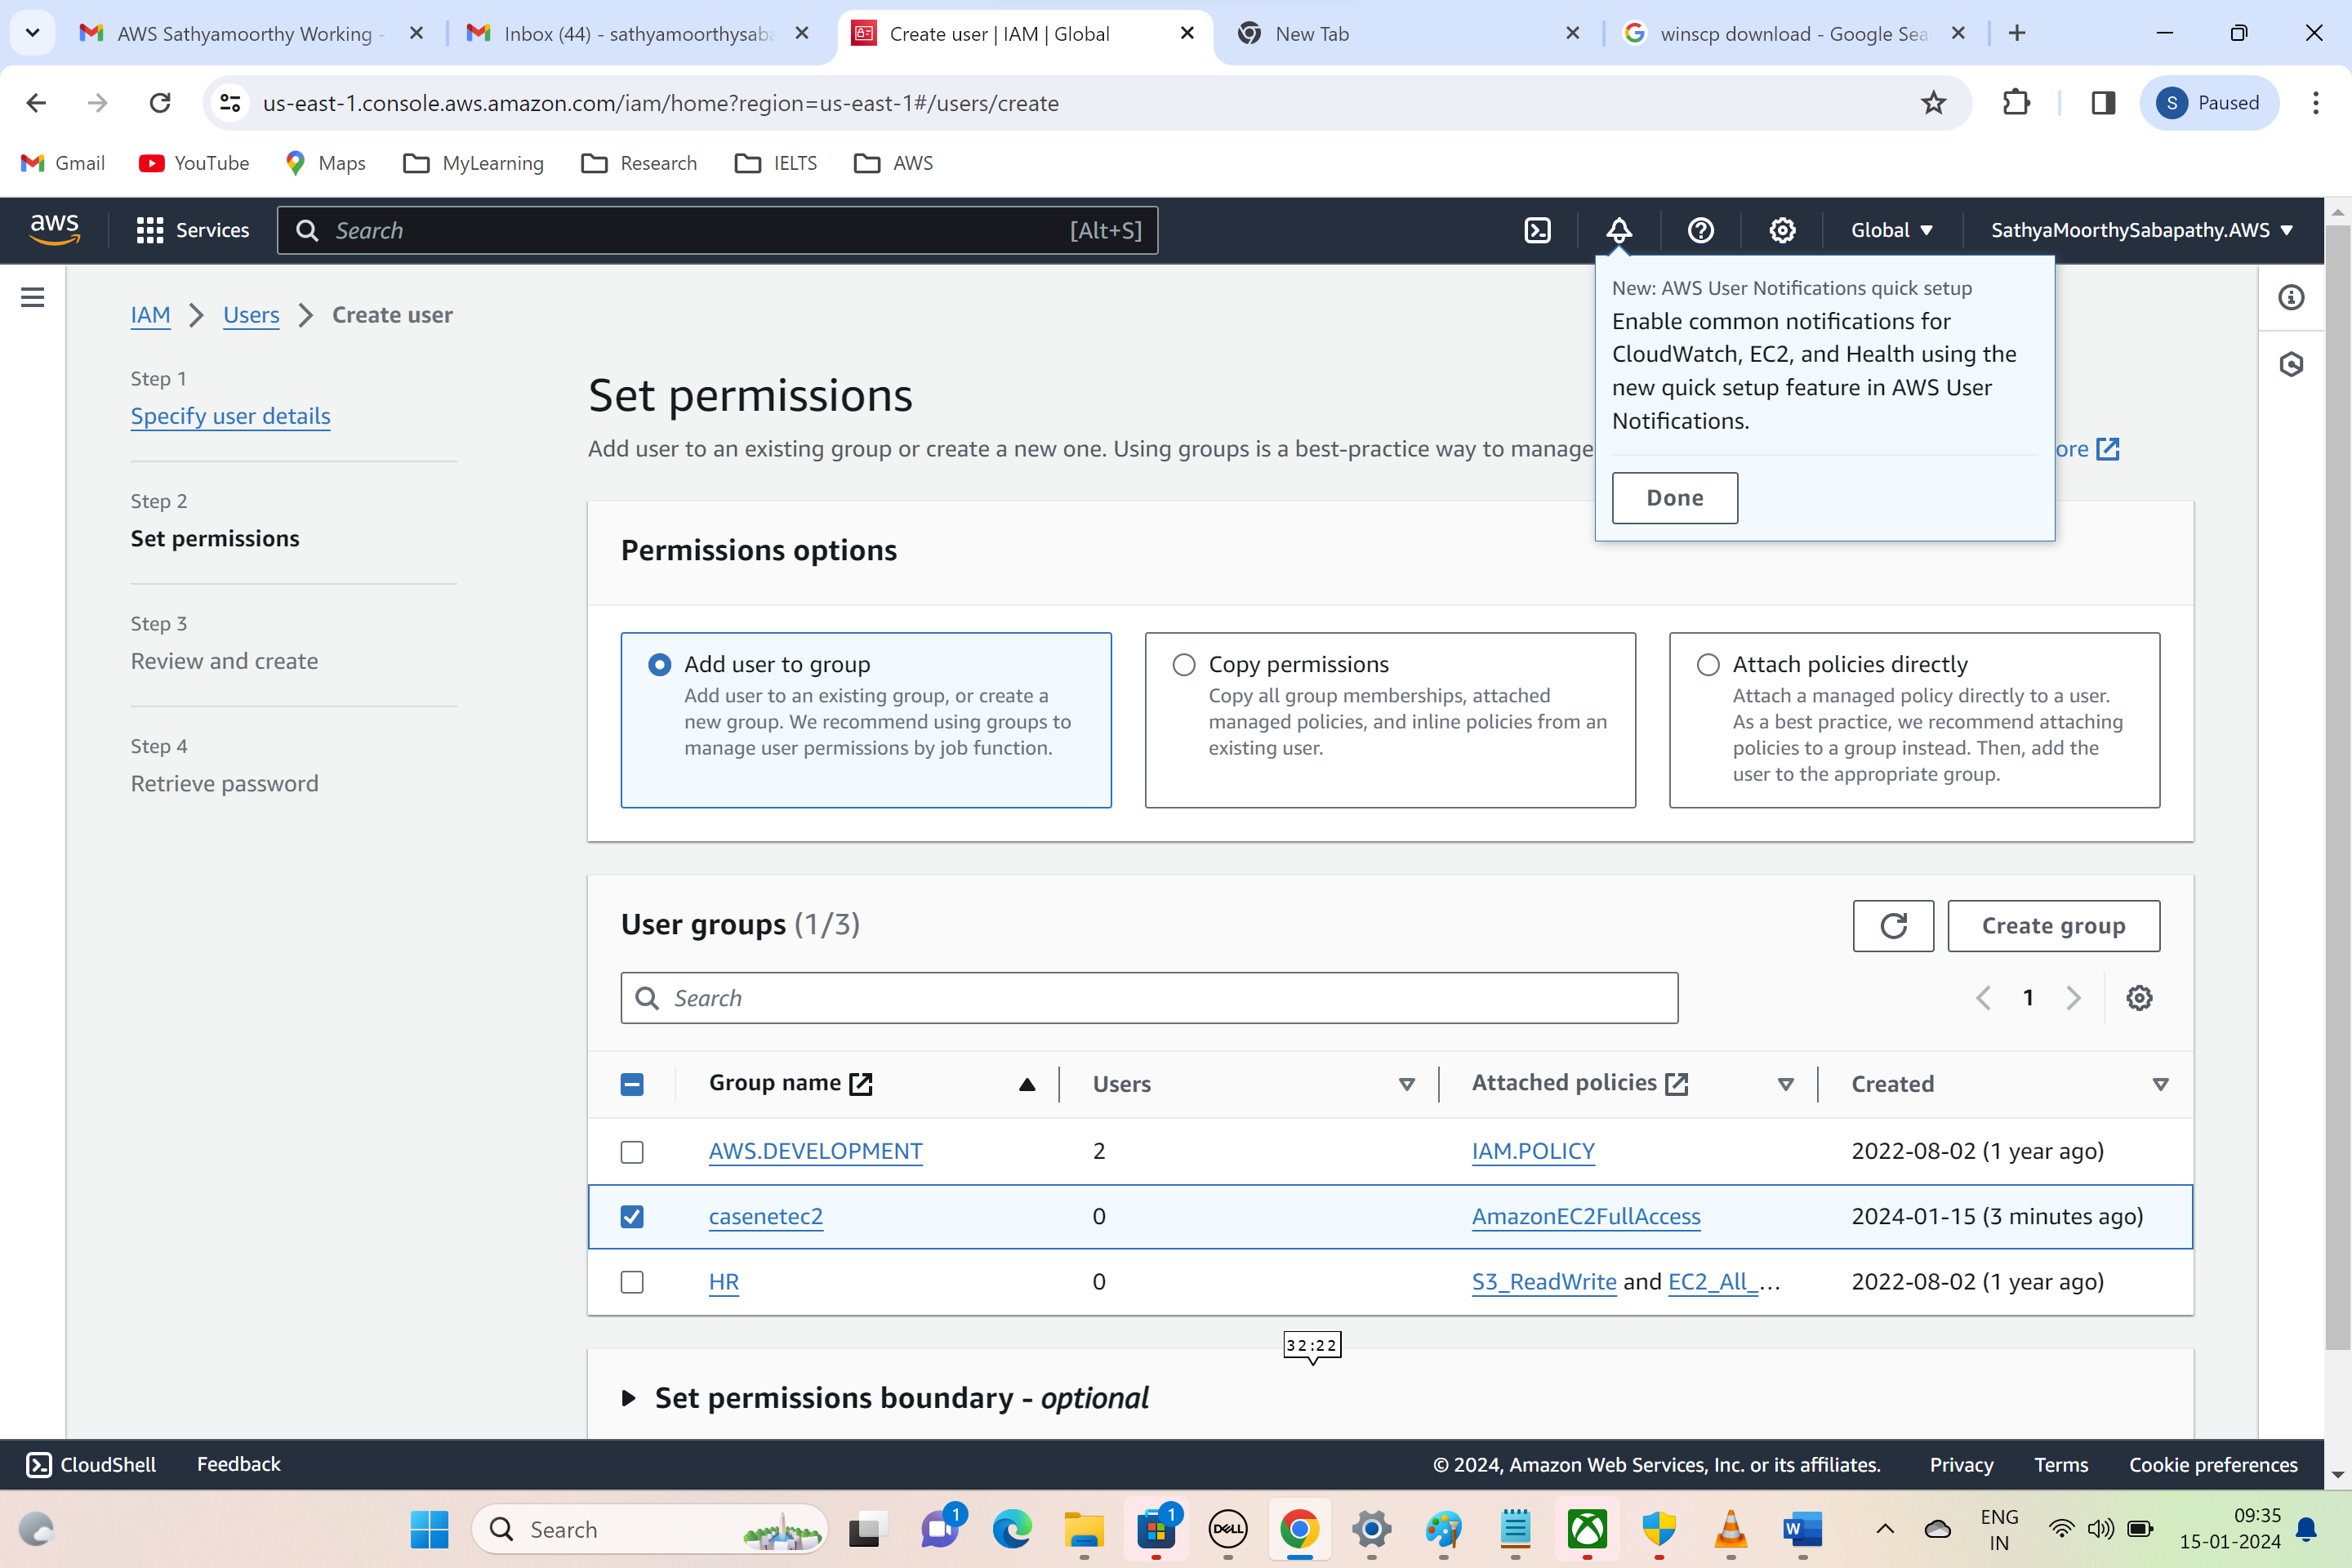 AWS Sathyamoorthy Working -
Inbox (44) - sathyamoorthysaba
Create user | IAM | Global
New Tab
winscp download - Google Sea
us-east-1.console.aws.amazon.com/iam/home?region=us-east-1#/users/create
S Paused
Gmail
YouTube
Maps
MyLearning
Research
IELTS
AWS
aws
Services
Search
[Alt+S]
Global
SathyaMoorthySabapathy.AWS
New: AWS User Notifications quick setup
Enable common notifications for
CloudWatch, EC2, and Health using the
new quick setup feature in AWS User
Notifications.
Done
IAM
Users
Create user
Step 1
Specify user details
Step 2
Set permissions
Step 3
Review and create
Step 4
Retrieve password
Set permissions
Add user to an existing group or create a new one. Using groups is a best-practice way to manage
ore
Permissions options
Add user to group
Add user to an existing group, or create a
new group. We recommend using groups to
manage user permissions by job function.
Copy permissions
Copy all group memberships, attached
managed policies, and inline policies from an
existing user.
Attach policies directly
Attach a managed policy directly to a user.
As a best practice, we recommend attaching
policies to a group instead. Then, add the
user to the appropriate group.
User groups (1/3)
Create group
Search
1
Group name Users Attached policies Created
AWS.DEVELOPMENT 2 IAM.POLICY 2022-08-02 (1 year ago)
casenetec2 0 AmazonEC2FullAccess 2024-01-15 (3 minutes ago)
HR 0 S3_ReadWrite and EC2_All_... 2022-08-02 (1 year ago)
32:22
Set permissions boundary - optional
CloudShell
Feedback
© 2024, Amazon Web Services, Inc. or its affiliates.
Privacy
Terms
Cookie preferences
Search
1
1
DELL
W
ENG
IN
09:35
15-01-2024